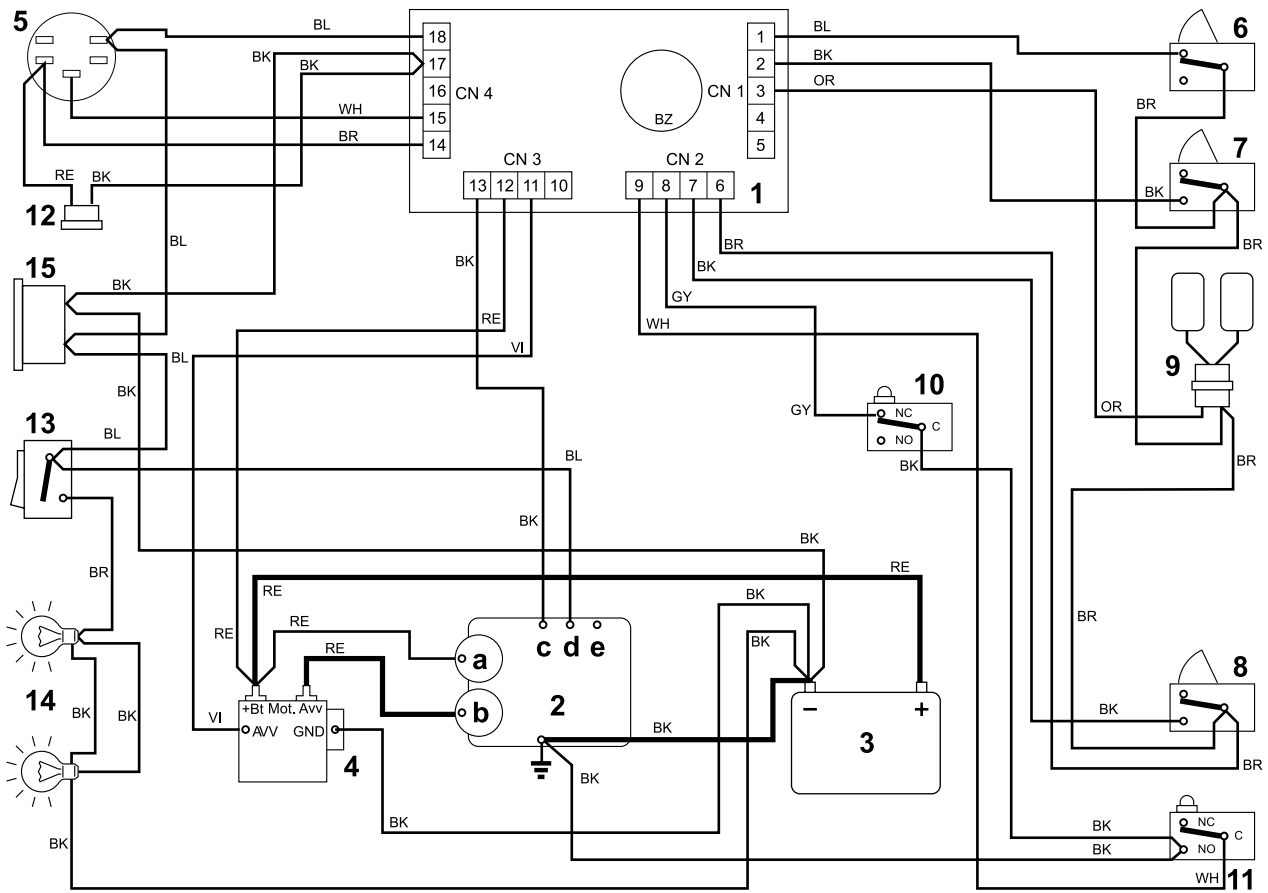 5
BL
18
1
BL
6
BK
17
BK
2
BK
16
CN 4
CN 1
3
OR
WH
15
BZ
4
BR
BR
14
5
7
CN 3
CN 2
RE
BK
13
12
11
10
9
8
7
6
1
BK
12
BL
BK
BR
BR
BK
15
BK
GY
RE
WH
VI
BL
9
BK
10
NC
GY
C
OR
13
BL
NO
BK
BL
BR
BK
BK
BR
RE
RE
BK
RE
RE
BK
BR
c
d
e
RE
a
8
14
+Bt
Mot. Avv
2
BK
BK
VI
b
–
+
BK
AVV
GND
BK
3
4
BR
BK
BK
BK
NC
BK
C
BK
NO
WH
11